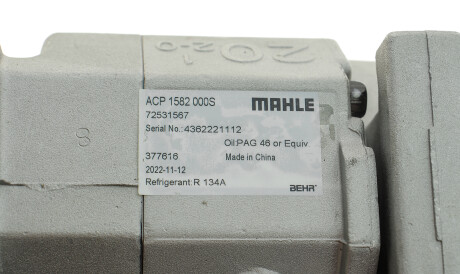 ACP 1582 000S MAHLE
72531567
Serial No.: 4362221112
Oil:PAG 46 or Equiv
377616 Made in China
2022-11-12
Refrigerant:R 134A BEHR®
8